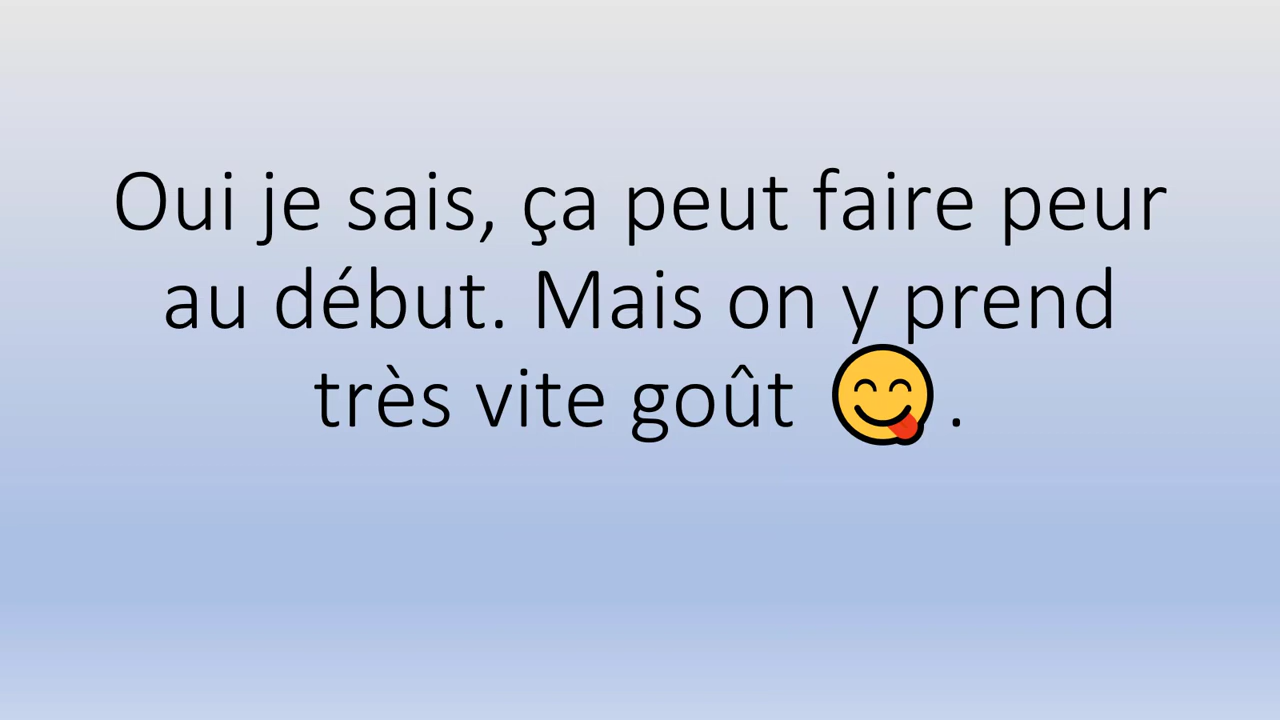 Oui je sais, ça peut faire peur
au début. Mais on y prend
très vite goût 😋.